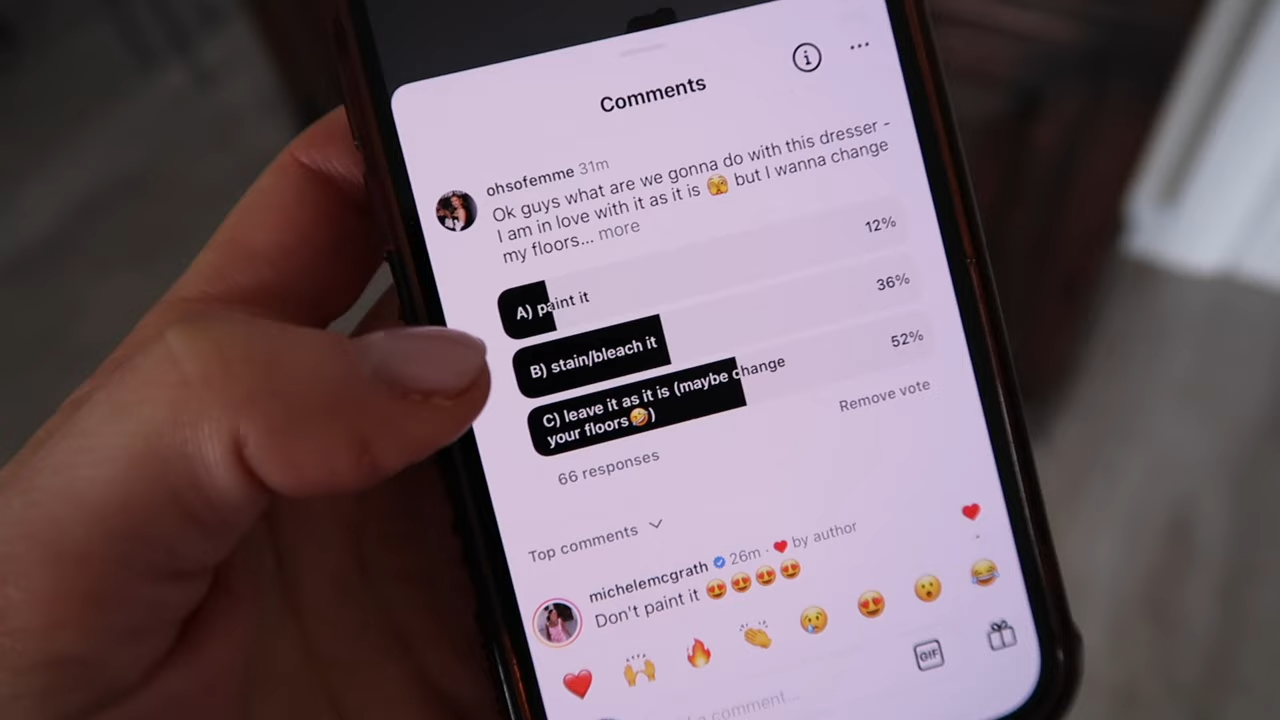 Comments
ohsofemme 31m
Ok guys what are we gonna do with this dresser -
I am in love with it as it is 🫣 but I wanna change
my floors... more
12%
A) paint it
36%
B) stain/bleach it
52%
C) leave it as it is (maybe change
your floors🤣)
Remove vote
66 responses
Top comments
michelemcgrath 26m · ❤️ by author
Don't paint it 😍😍😍😍
❤️ 🙌 🔥 👏 😢 😍 😮 😂
GIF
a comment...